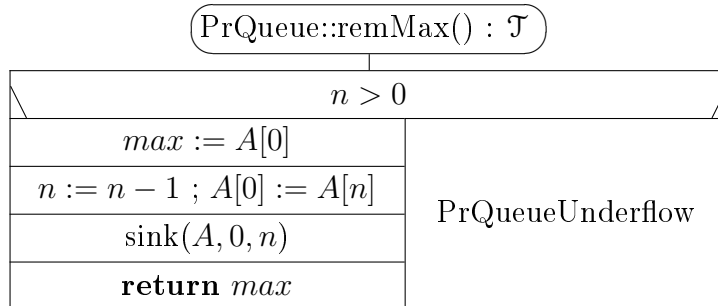 PrQueue::remMax() : 𝒯
n > 0
max := A[0]
n := n − 1 ; A[0] := A[n]
sink(A, 0, n)
return max
PrQueueUnderflow